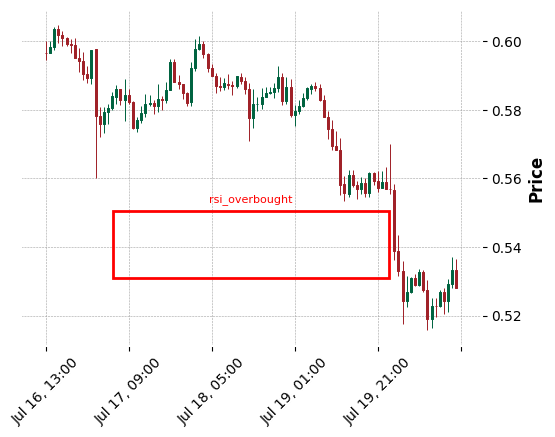 0.60
0.58
0.56
0.54
0.52
Price
rsi_overbought
Jul 16, 13:00
Jul 17, 09:00
Jul 18, 05:00
Jul 19, 01:00
Jul 19, 21:00